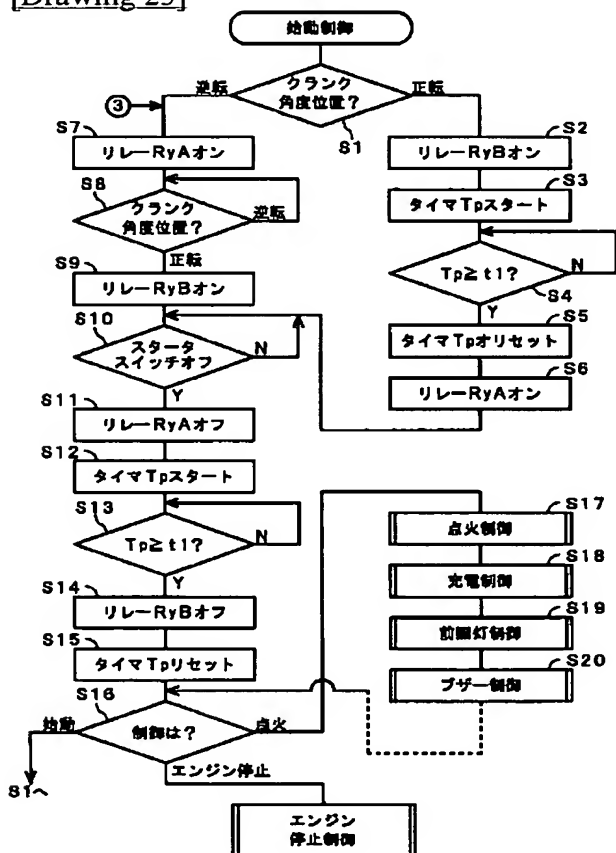 [Drawing 25]
始動制御
逆転
クランク
角度位置?
正転
S1
3
S7
リレーRyAオン
S8
クランク
角度位置?
逆転
正転
S9
リレーRyBオン
S10
スタータ
スイッチオフ
N
Y
S11
リレーRyAオフ
S12
タイマTpスタート
S13
Tp≧t1?
N
Y
S14
リレーRyBオフ
S15
タイマTpリセット
S16
始動
制御は?
点火
S1へ
エンジン停止
エンジン
停止制御
S2
リレーRyBオン
S3
タイマTpスタート
Tp≧t1?
N
S4
Y
S5
タイマTpオリセット
S6
リレーRyAオン
S17
点火制御
S18
充電制御
S19
前照灯制御
S20
ブザー制御